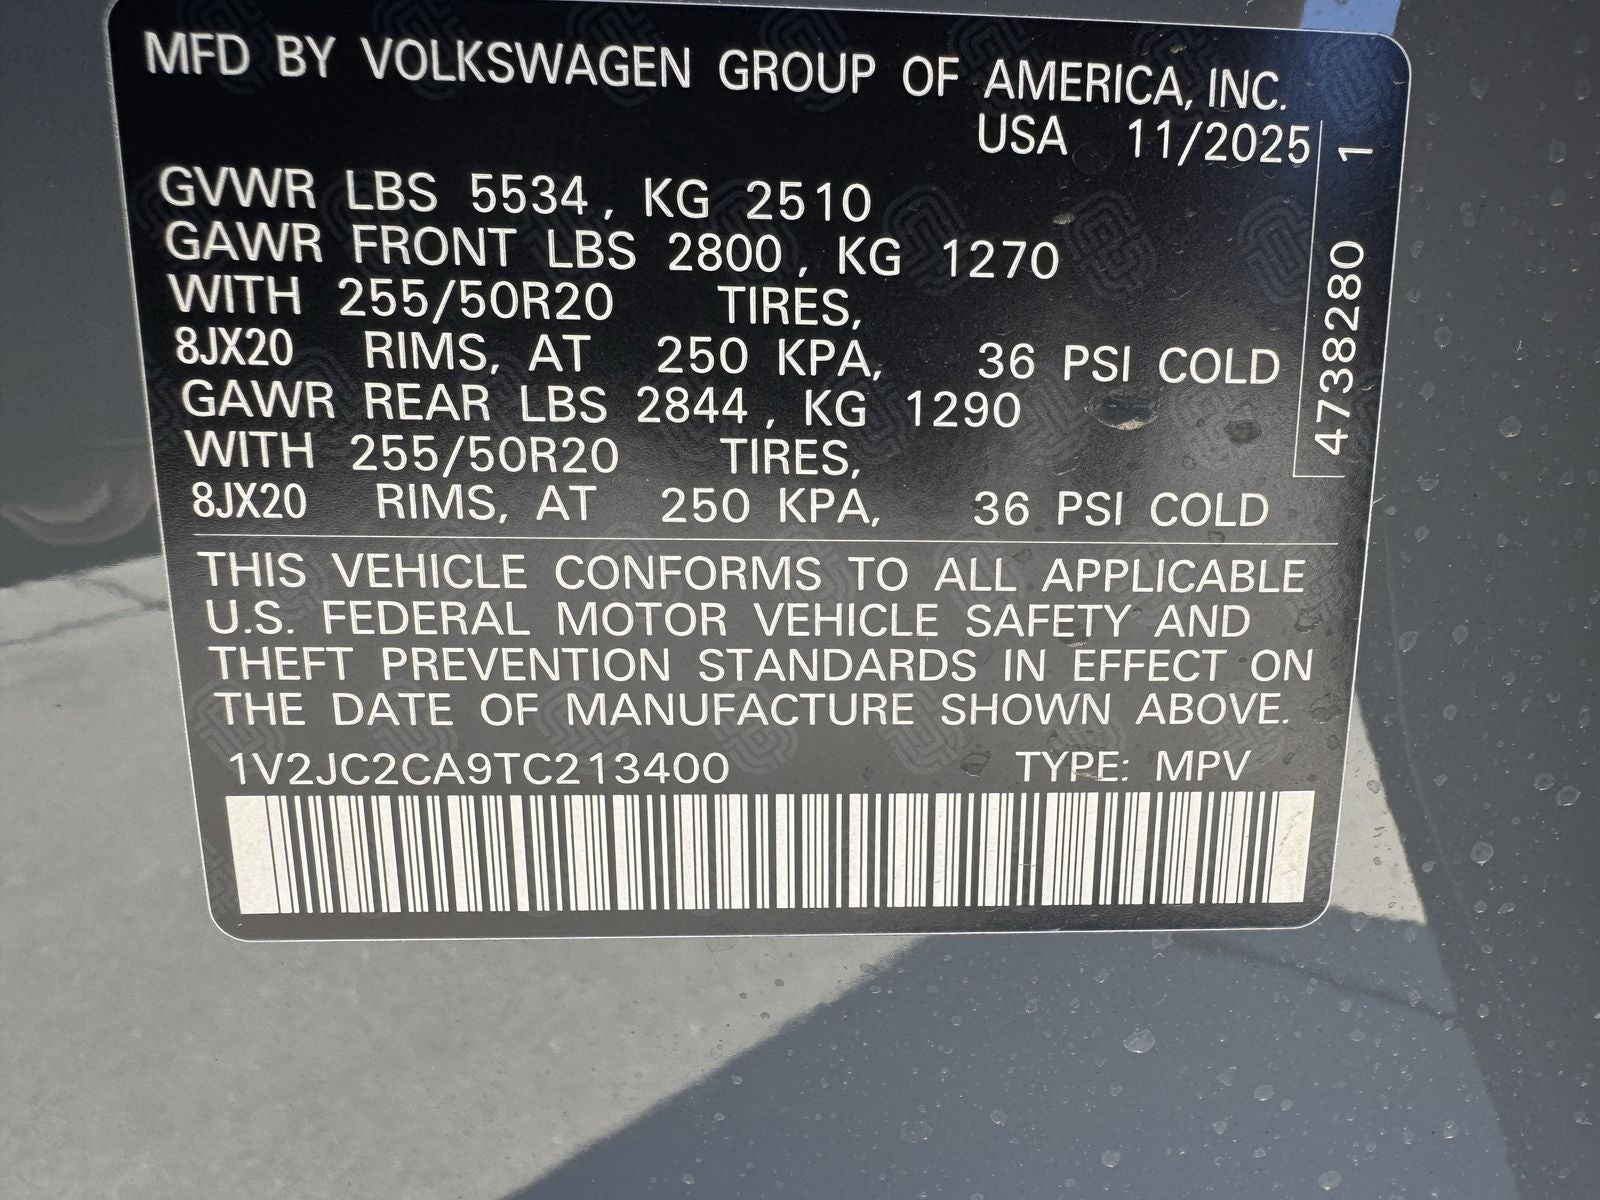 MFD BY VOLKSWAGEN GROUP OF AMERICA, INC.
USA 11/2025
GVWR LBS 5534, KG 2510
GAWR FRONT LBS 2800, KG 1270
WITH 255/50R20 TIRES,
8JX20 RIMS, AT 250 KPA, 36 PSI COLD
GAWR REAR LBS 2844, KG 1290
WITH 255/50R20 TIRES,
8JX20 RIMS, AT 250 KPA, 36 PSI COLD
THIS VEHICLE CONFORMS TO ALL APPLICABLE
U.S. FEDERAL MOTOR VEHICLE SAFETY AND
THEFT PREVENTION STANDARDS IN EFFECT ON
THE DATE OF MANUFACTURE SHOWN ABOVE.
1V2JC2CA9TC213400 TYPE: MPV
4738280 1